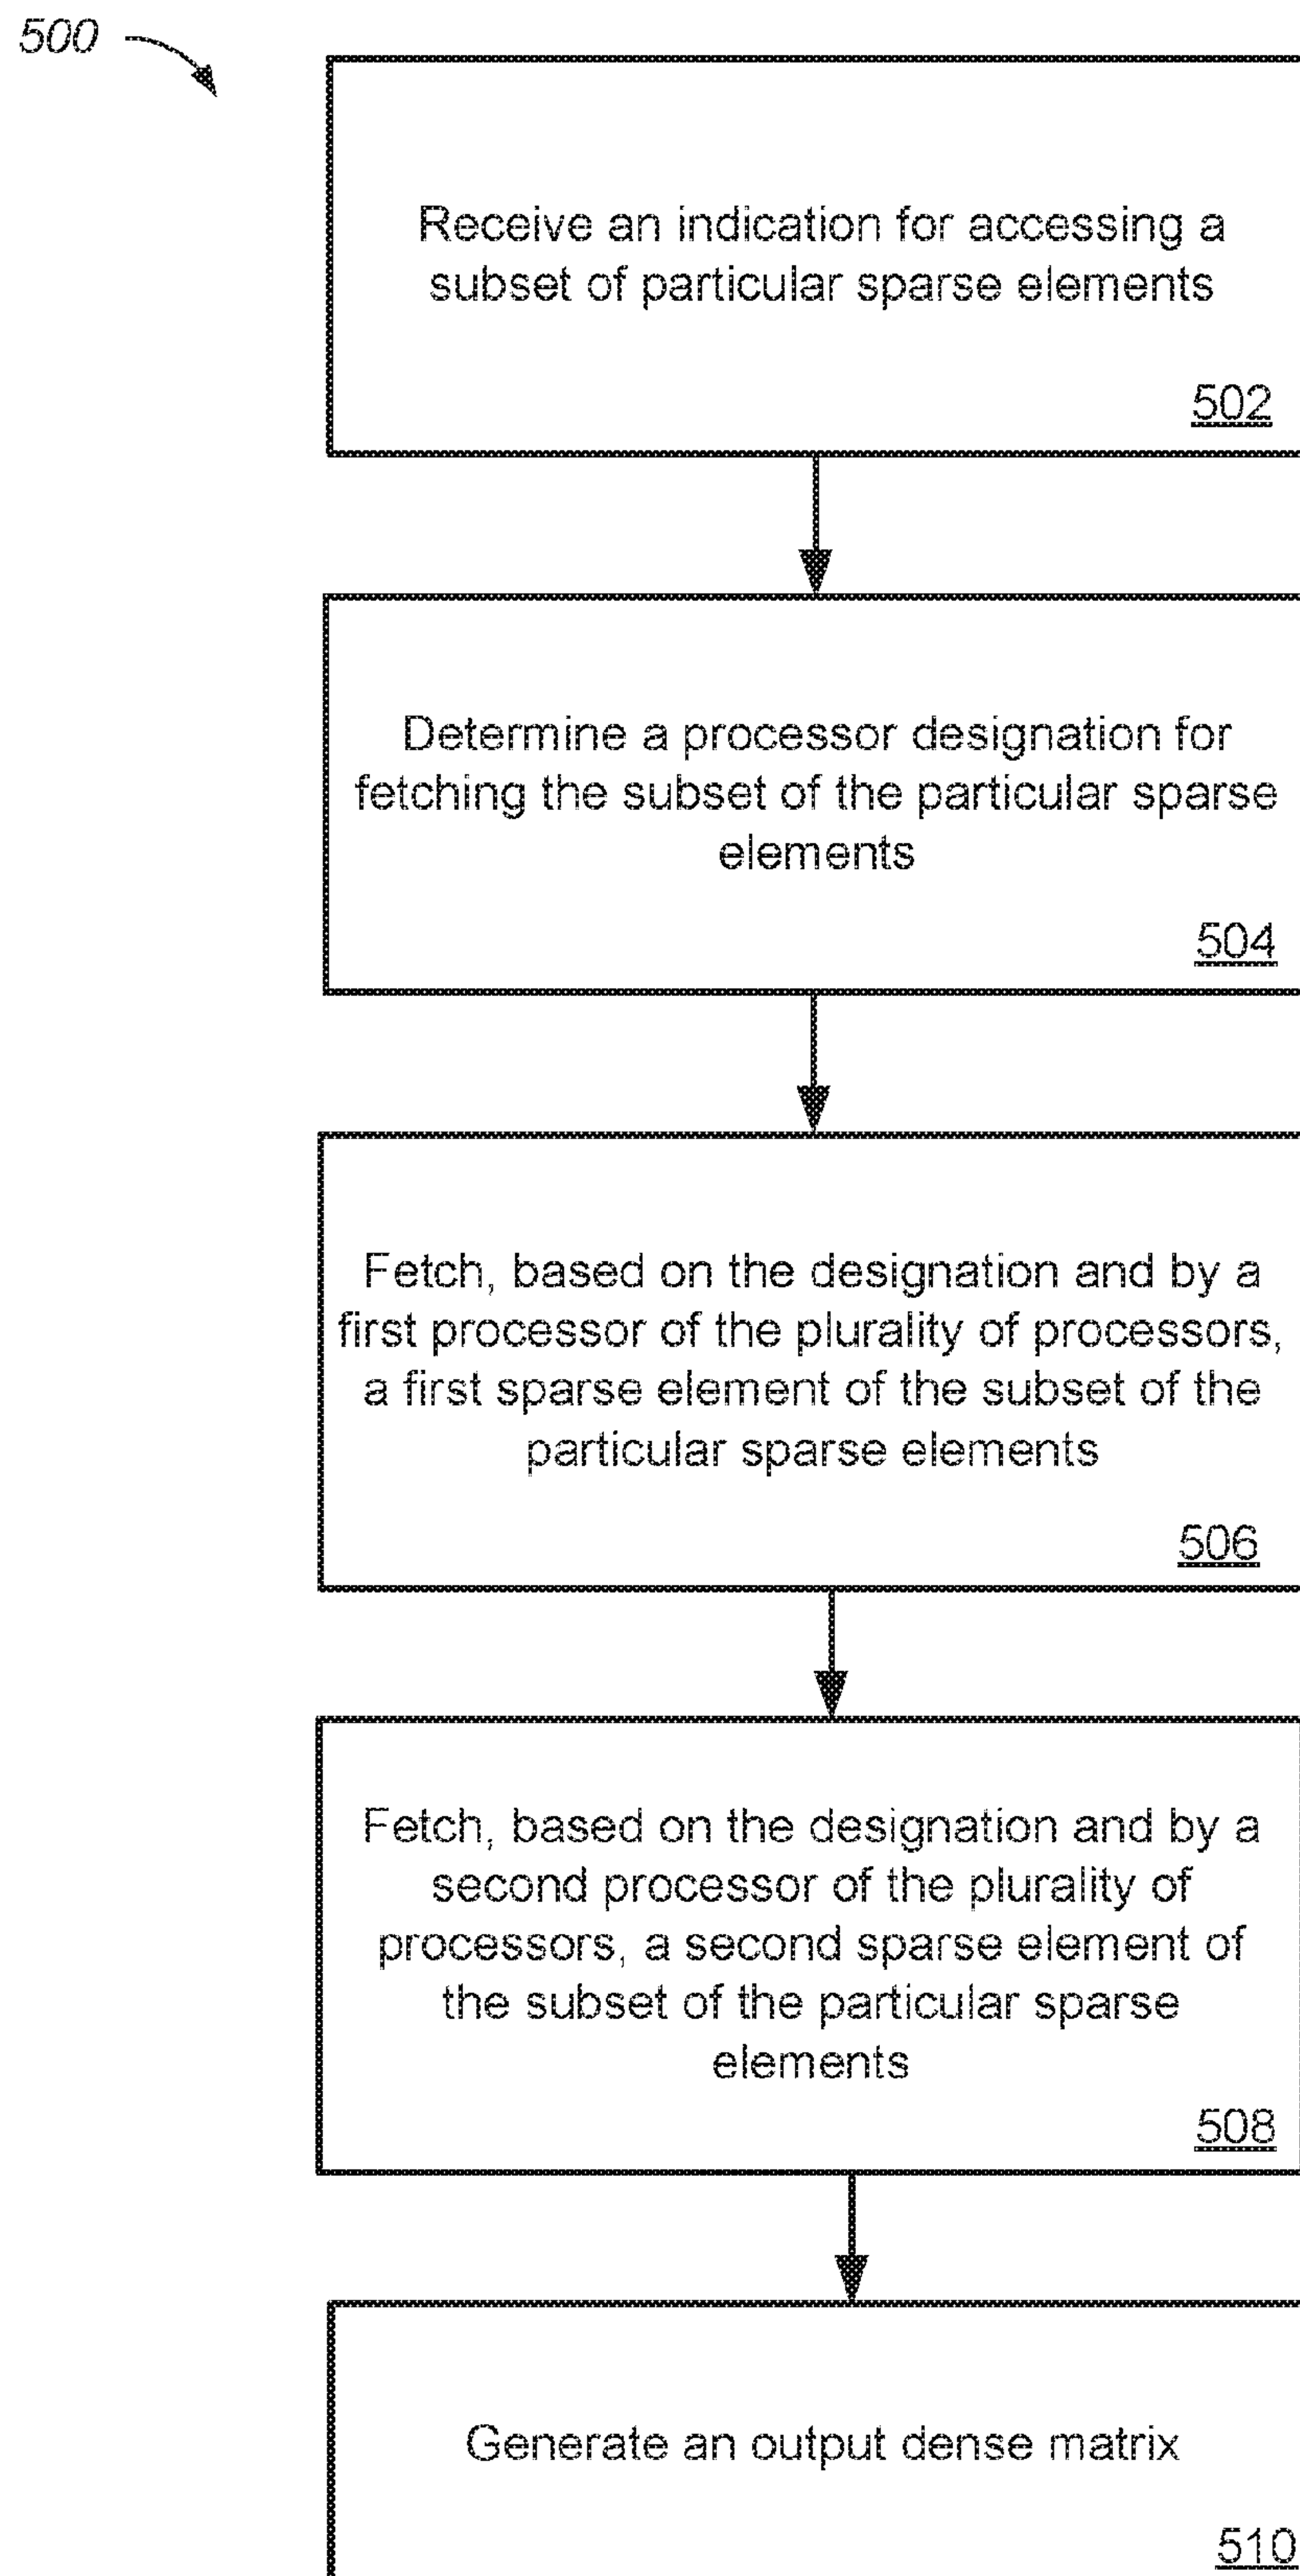 500
Receive an indication for accessing a
subset of particular sparse elements
502
Determine a processor designation for
fetching the subset of the particular sparse
elements
504
Fetch, based on the designation and by a
first processor of the plurality of processors,
a first sparse element of the subset of the
particular sparse elements
506
Fetch, based on the designation and by a
second processor of the plurality of
processors, a second sparse element of
the subset of the particular sparse
elements
508
Generate an output dense matrix
510